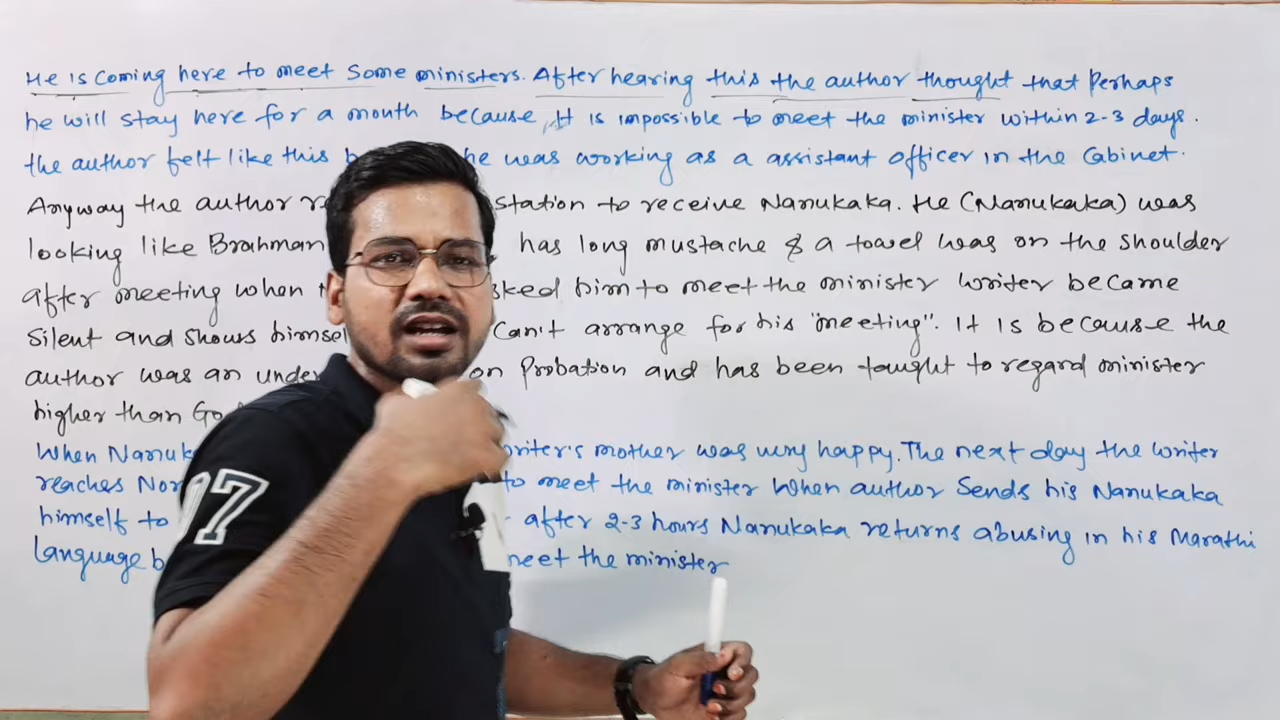 He is coming here to meet some ministers. After hearing this the author thought that Perhaps
he will stay here for a month because, It is impossible to meet the minister within 2-3 days.
the author felt like this he was working as a assistant officer in the Cabinet.
Anyway the author station to receive Nanukaka. He (Nanukaka) was
looking like Brahman has long mustache & a towel was on the shoulder
after meeting when him to meet the minister writer became
silent and shows can't arrange for his "meeting". It is because the
author was an on Probation and has been taught to regard minister
higher than
When writer's mother was very happy. The next day the writer
reaches to meet the minister when author sends his Nanukaka
himself to after 2-3 hours Nanukaka returns abusing in his Marathi
language meet the minister
07